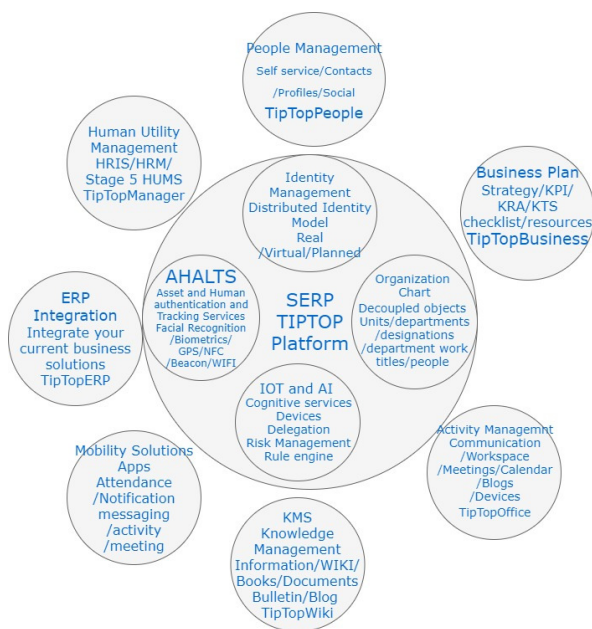 People Management
Self service/Contacts
/Profiles/Social
TipTopPeople
Human Utility
Management
HRIS/HRM/
Stage 5 HUMS
TipTopManager
Business Plan
Strategy/KPI/
KRA/KTS
checklist/resources
TipTopBusiness
Identity
Management
Distributed Identity
Model
Real
/Virtual/Planned
AHALTS
Asset and Human
authentication and
Tracking Services
Facial Recognition
/Biometrics/
GPS/NFC
/Beacon/WIFI
SERP
TIPTOP
Platform
Organization
Chart
Decoupled objects
Units/departments
/designations
/department work
titles/people
ERP
Integration
Integrate your
current business
solutions
TipTopERP
IOT and AI
Cognitive services
Devices
Delegation
Risk Management
Rule engine
Mobility Solutions
Apps
Attendance
/Notification
messaging
/activity
/meeting
Activity Managemnt
Communication
/Workspace
/Meetings/Calendar
/Blogs
/Devices
TipTopOffice
KMS
Knowledge
Management
Information/WIKI/
Books/Documents
Bulletin/Blog
TipTopWiki